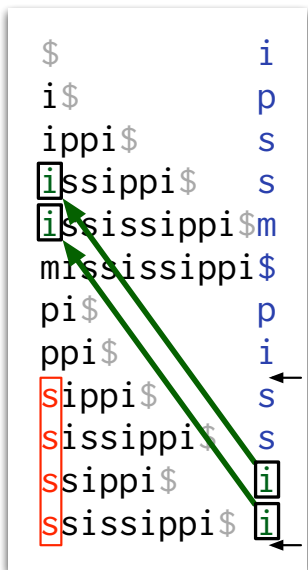 $ i
i$ p
ippi$ s
issippi$ s
ississippi$ m
mississippi $
pi$ p
ppi$ i
sippi$ s
sissippi$ s
ssippi$ i
ssissippi$ i